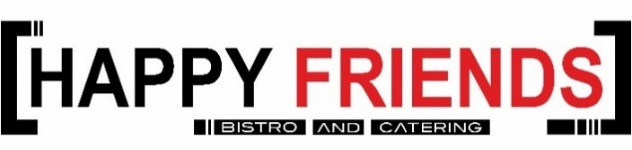 HAPPY FRIENDS
BISTRO AND CATERING